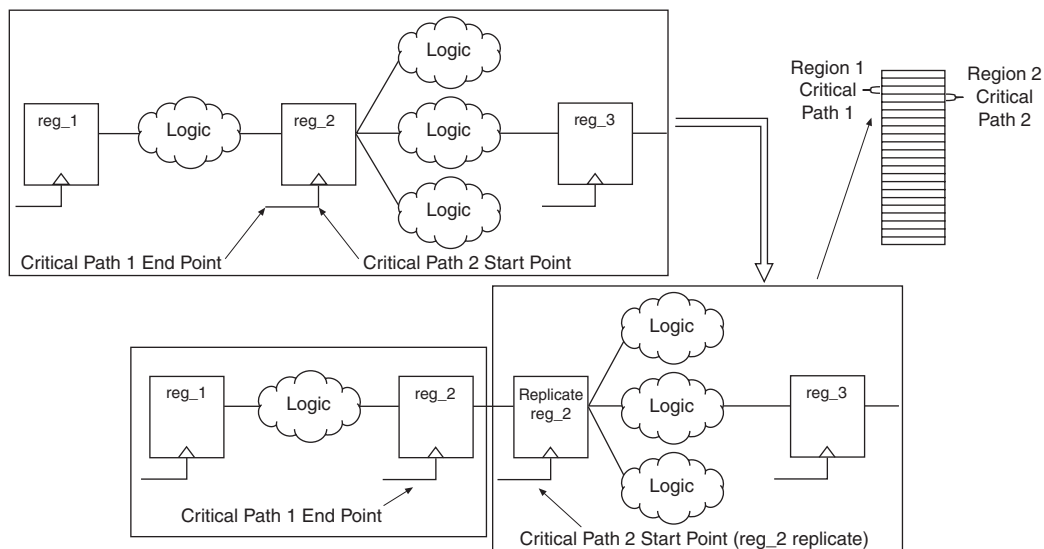 Logic
reg_1
Logic
reg_2
Logic
reg_3
Logic
Critical Path 1 End Point
Critical Path 2 Start Point
Region 1
Critical
Path 1
Region 2
Critical
Path 2
Logic
reg_1
Logic
reg_2
Replicate
reg_2
Logic
reg_3
Logic
Critical Path 1 End Point
Critical Path 2 Start Point (reg_2 replicate)